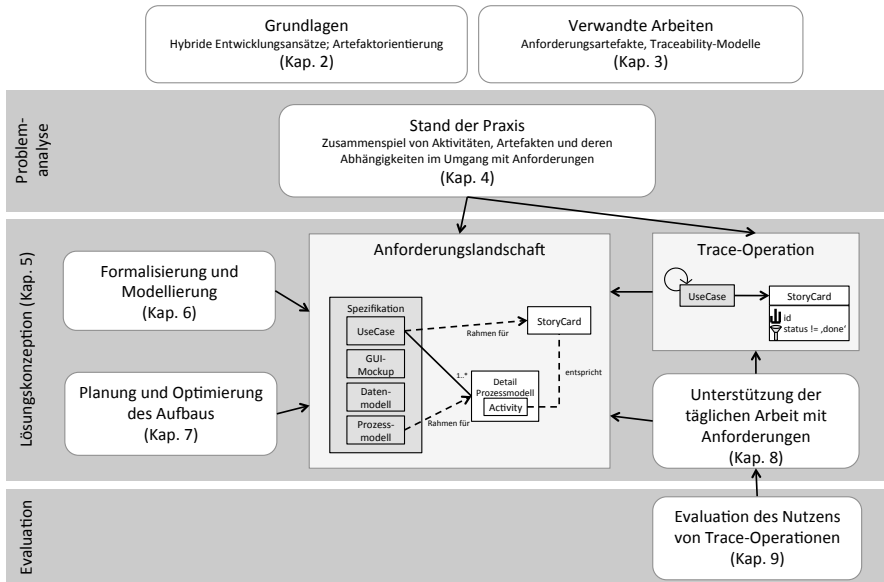 Grundlagen
Hybride Entwicklungsansätze; Artefaktorientierung
(Kap. 2)
Verwandte Arbeiten
Anforderungsartefakte, Traceability-Modelle
(Kap. 3)
Problem-
analyse
Stand der Praxis
Zusammenspiel von Aktivitäten, Artefakten und deren
Abhängigkeiten im Umgang mit Anforderungen
(Kap. 4)
Lösungskonzeption (Kap. 5)
Formalisierung und
Modellierung
(Kap. 6)
Planung und Optimierung
des Aufbaus
(Kap. 7)
Anforderungslandschaft
Spezifikation
UseCase
GUI-
Mockup
Daten-
modell
Prozess-
modell
Rahmen für
StoryCard
1..*
entspricht
Detail
Prozessmodell
Activity
Rahmen für
Trace-Operation
UseCase
StoryCard
id
status != ‚done‘
Unterstützung der
täglichen Arbeit mit
Anforderungen
(Kap. 8)
Evaluation
Evaluation des Nutzens
von Trace-Operationen
(Kap. 9)